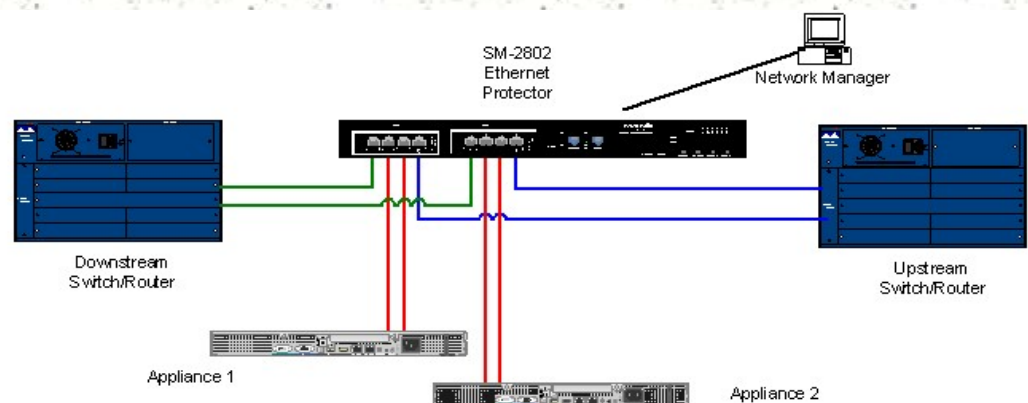 SM-2802
Ethernet
Protector
Network Manager
Downstream
Switch/Router
Upstream
Switch/Router
Appliance 1
Appliance 2